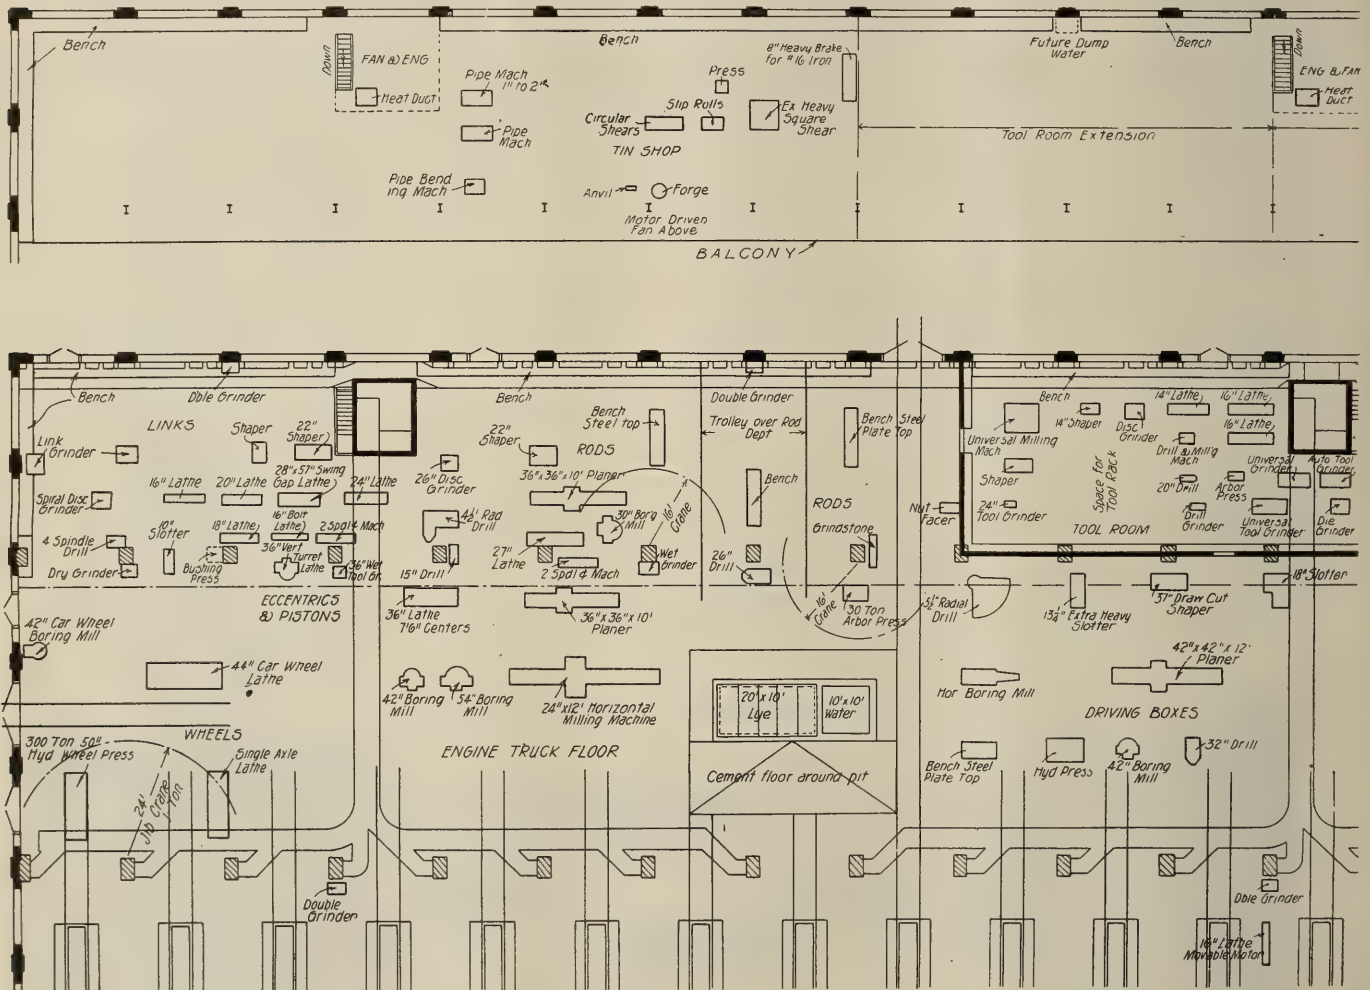 Bench
Down
FAN & ENG
Heat Duct
Pipe Mach
1" to 2"
Pipe
Mach
Pipe Bend
ing Mach
Bench
Press
Slip Rolls
Circular
Shears
TIN SHOP
Anvil
Forge
Motor Driven
Fan Above
8" Heavy Brake
for #16 Iron
Ex Heavy
Square
Shear
Future Dump
Water
Bench
Tool Room Extension
Down
ENG & FAN
Heat
Duct
BALCONY
Bench
Dble Grinder
LINKS
Link
Grinder
Shaper
22"
Shaper
28"x57" Swing
Gap Lathe
24" Lathe
16" Lathe
20" Lathe
Spiral Disc
Grinder
10"
Slotter
18" Lathe
16" Bolt
Lathe
2 Spdl 4 Mach
4 Spindle
Drill
Dry Grinder
Bushing
Press
36" Vert
Turret
Lathe
36" Wet
Tool Gr.
ECCENTRICS
& PISTONS
Bench
22"
Shaper
Bench
Steel top
RODS
26" Disc
Grinder
36"x36"x10' Planer
4½' Rad
Drill
30" Borg
Mill
16'
Crane
27"
Lathe
2 Spdl 4 Mach
Wet
Grinder
15" Drill
36" Lathe
7'6" Centers
36"x36"x10'
Planer
Double Grinder
Trolley over Rod
Dept
Bench Steel
Plate Top
Bench
RODS
Grindstone
26"
Drill
16'
Crane
30 Ton
Arbor Press
Nut
Facer
Bench
14" Lathe
16" Lathe
14" Shaper
Disc
Grinder
16" Lathe
Universal Milling
Mach
Drill & Mill'g
Mach
Universal
Grinder
Auto Tool
Grinder
Shaper
Space for
Tool Rack
20" Drill
Arbor
Press
24"
Tool Grinder
Drill
Grinder
Universal
Tool Grinder
Die
Grinder
TOOL ROOM
Radial
Drill
Extra Heavy
Slotter
37" Draw Cut
Shaper
18" Slotter
42" Car Wheel
Boring Mill
44" Car Wheel
Lathe
42" Boring
Mill
54" Boring
Mill
24"x12' Horizontal
Milling Machine
20'x10'
Lye
10'x10'
Water
Hor Boring Mill
42"x42"x12'
Planer
DRIVING BOXES
WHEELS
300 Ton 50"
Hyd Wheel Press
Single Axle
Lathe
24'
Jib Crane
1 Ton
ENGINE TRUCK FLOOR
Cement floor around pit
Bench Steel
Plate Top
Hyd Press
42" Boring
Mill
32" Drill
Double
Grinder
Dble Grinder
16" Lathe
Movable Motor